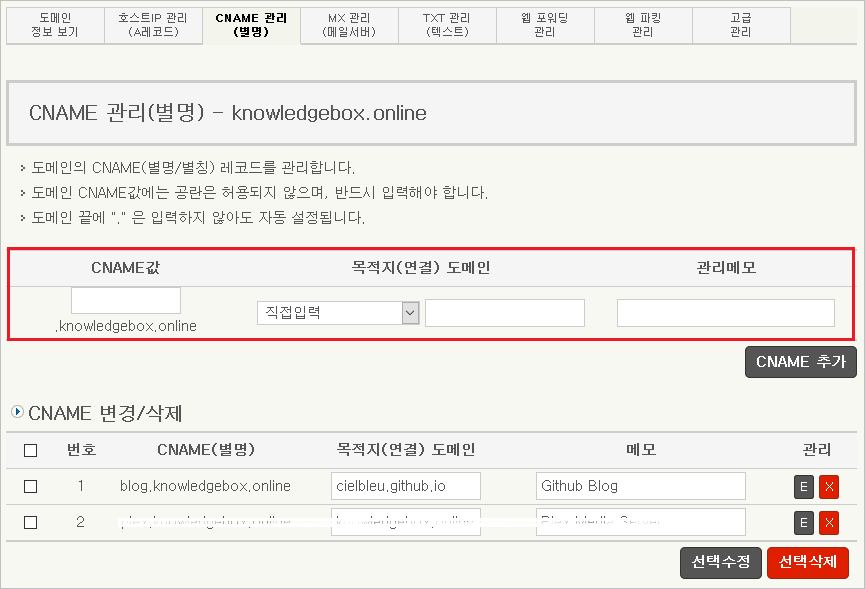 도메인
정보 보기
호스트IP 관리
(A레코드)
CNAME 관리
(별명)
MX 관리
(메일서버)
TXT 관리
(텍스트)
웹 포워딩
관리
웹 파킹
관리
고급
관리
CNAME 관리(별명) - knowledgebox.online
› 도메인의 CNAME(별명/별칭) 레코드를 관리합니다.
› 도메인 CNAME값에는 공란은 허용되지 않으며, 반드시 입력해야 합니다.
› 도메인 끝에 "." 은 입력하지 않아도 자동 설정됩니다.
CNAME값 목적지(연결) 도메인 관리메모
직접입력
.knowledgebox.online
CNAME 추가
CNAME 변경/삭제
번호 CNAME(별명) 목적지(연결) 도메인 메모 관리
1 blog.knowledgebox.online cielbleu.github.io Github Blog E X
2 E X
선택수정 선택삭제